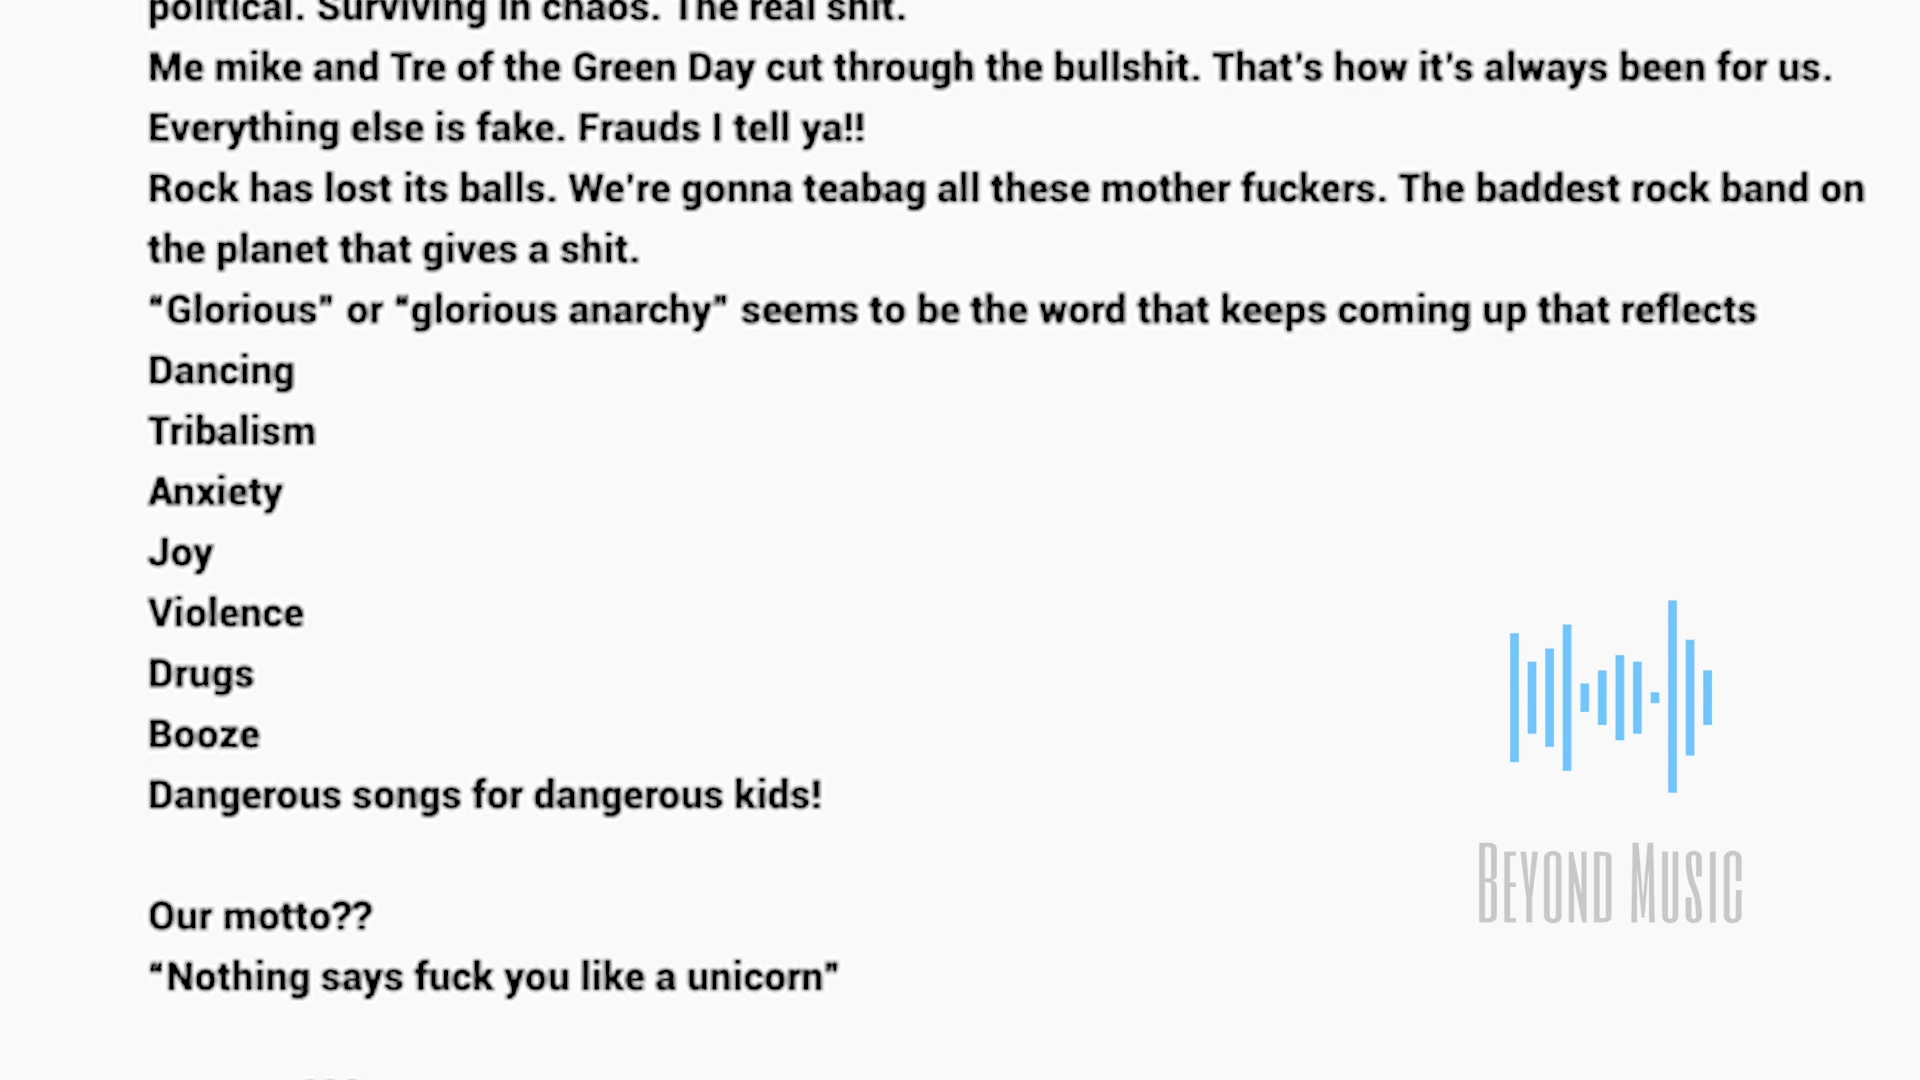 political. Surviving in chaos. The real shit.
Me mike and Tre of the Green Day cut through the bullshit. That's how it's always been for us.
Everything else is fake. Frauds I tell ya!!
Rock has lost its balls. We're gonna teabag all these mother fuckers. The baddest rock band on
the planet that gives a shit.
“Glorious” or “glorious anarchy” seems to be the word that keeps coming up that reflects
Dancing
Tribalism
Anxiety
Joy
Violence
Drugs
Booze
Dangerous songs for dangerous kids!
Our motto??
“Nothing says fuck you like a unicorn”
BEYOND MUSIC